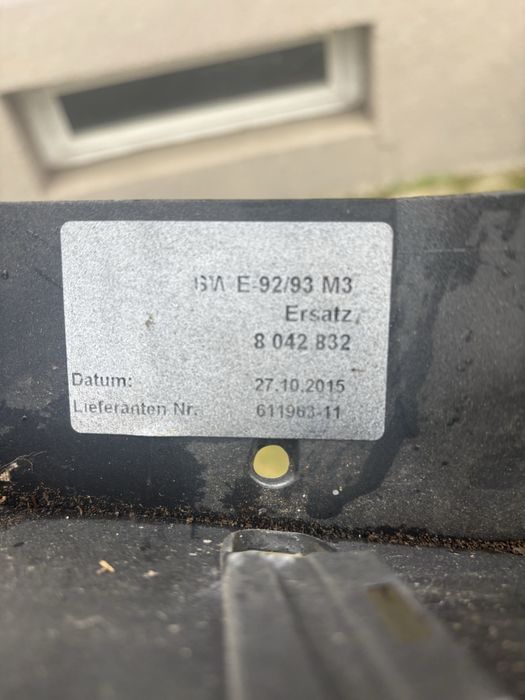 E-92/93 M3
Ersatz
8 042 832
Datum: 27.10.2015
Lieferanten Nr. 611963-11